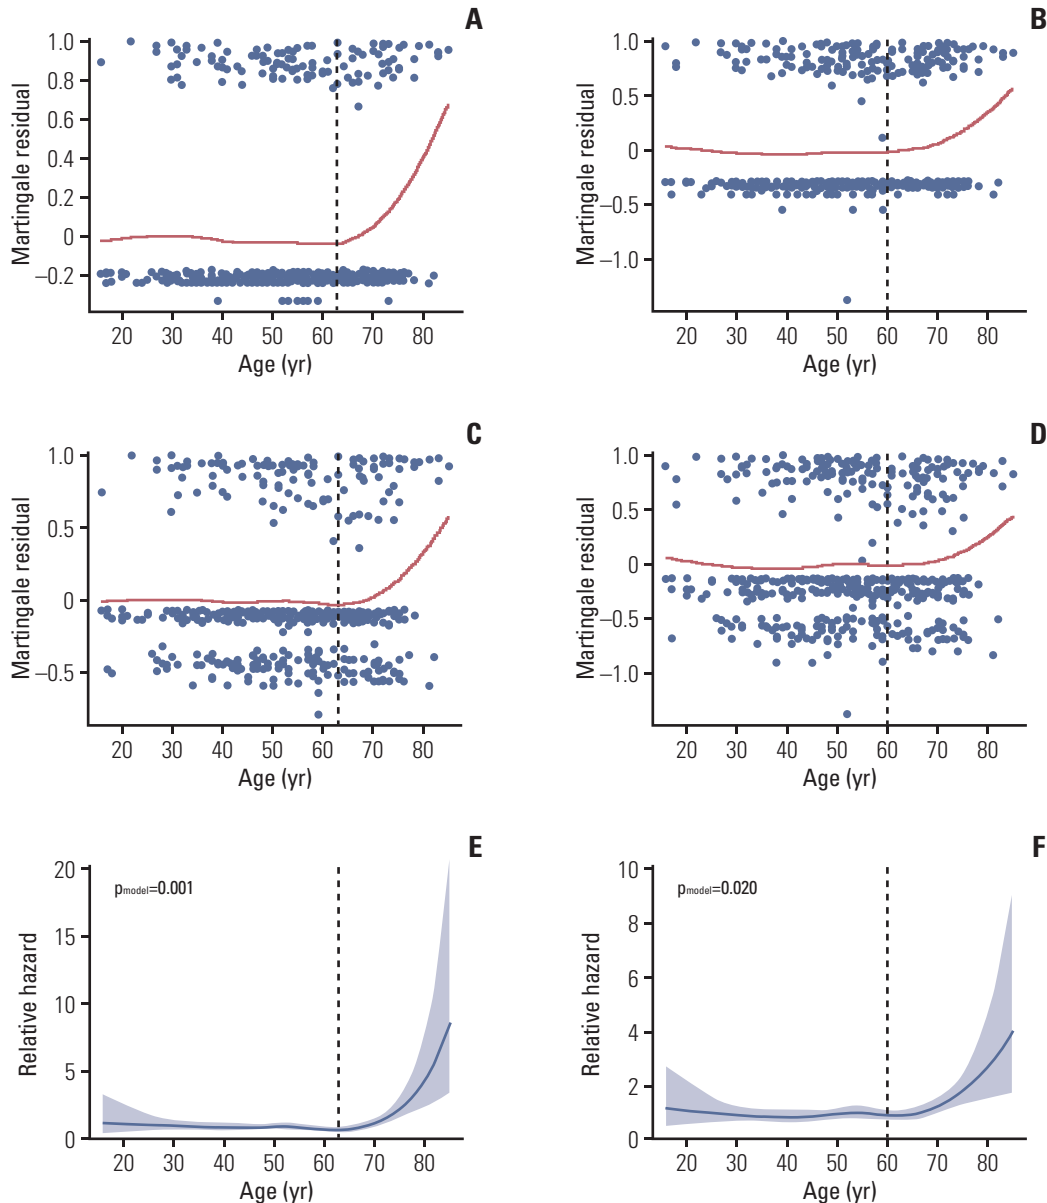 A
1.0
0.8
0.6
0.4
0.2
0
−0.2
Martingale residual
20 30 40 50 60 70 80
Age (yr)
B
1.0
0.5
0
−0.5
−1.0
Martingale residual
20 30 40 50 60 70 80
Age (yr)
C
1.0
0.5
0
−0.5
Martingale residual
20 30 40 50 60 70 80
Age (yr)
D
1.0
0.5
0
−0.5
−1.0
Martingale residual
20 30 40 50 60 70 80
Age (yr)
E
20
15
10
5
0
Relative hazard
pmodel=0.001
20 30 40 50 60 70 80
Age (yr)
F
10
8
6
4
2
0
Relative hazard
pmodel=0.020
20 30 40 50 60 70 80
Age (yr)